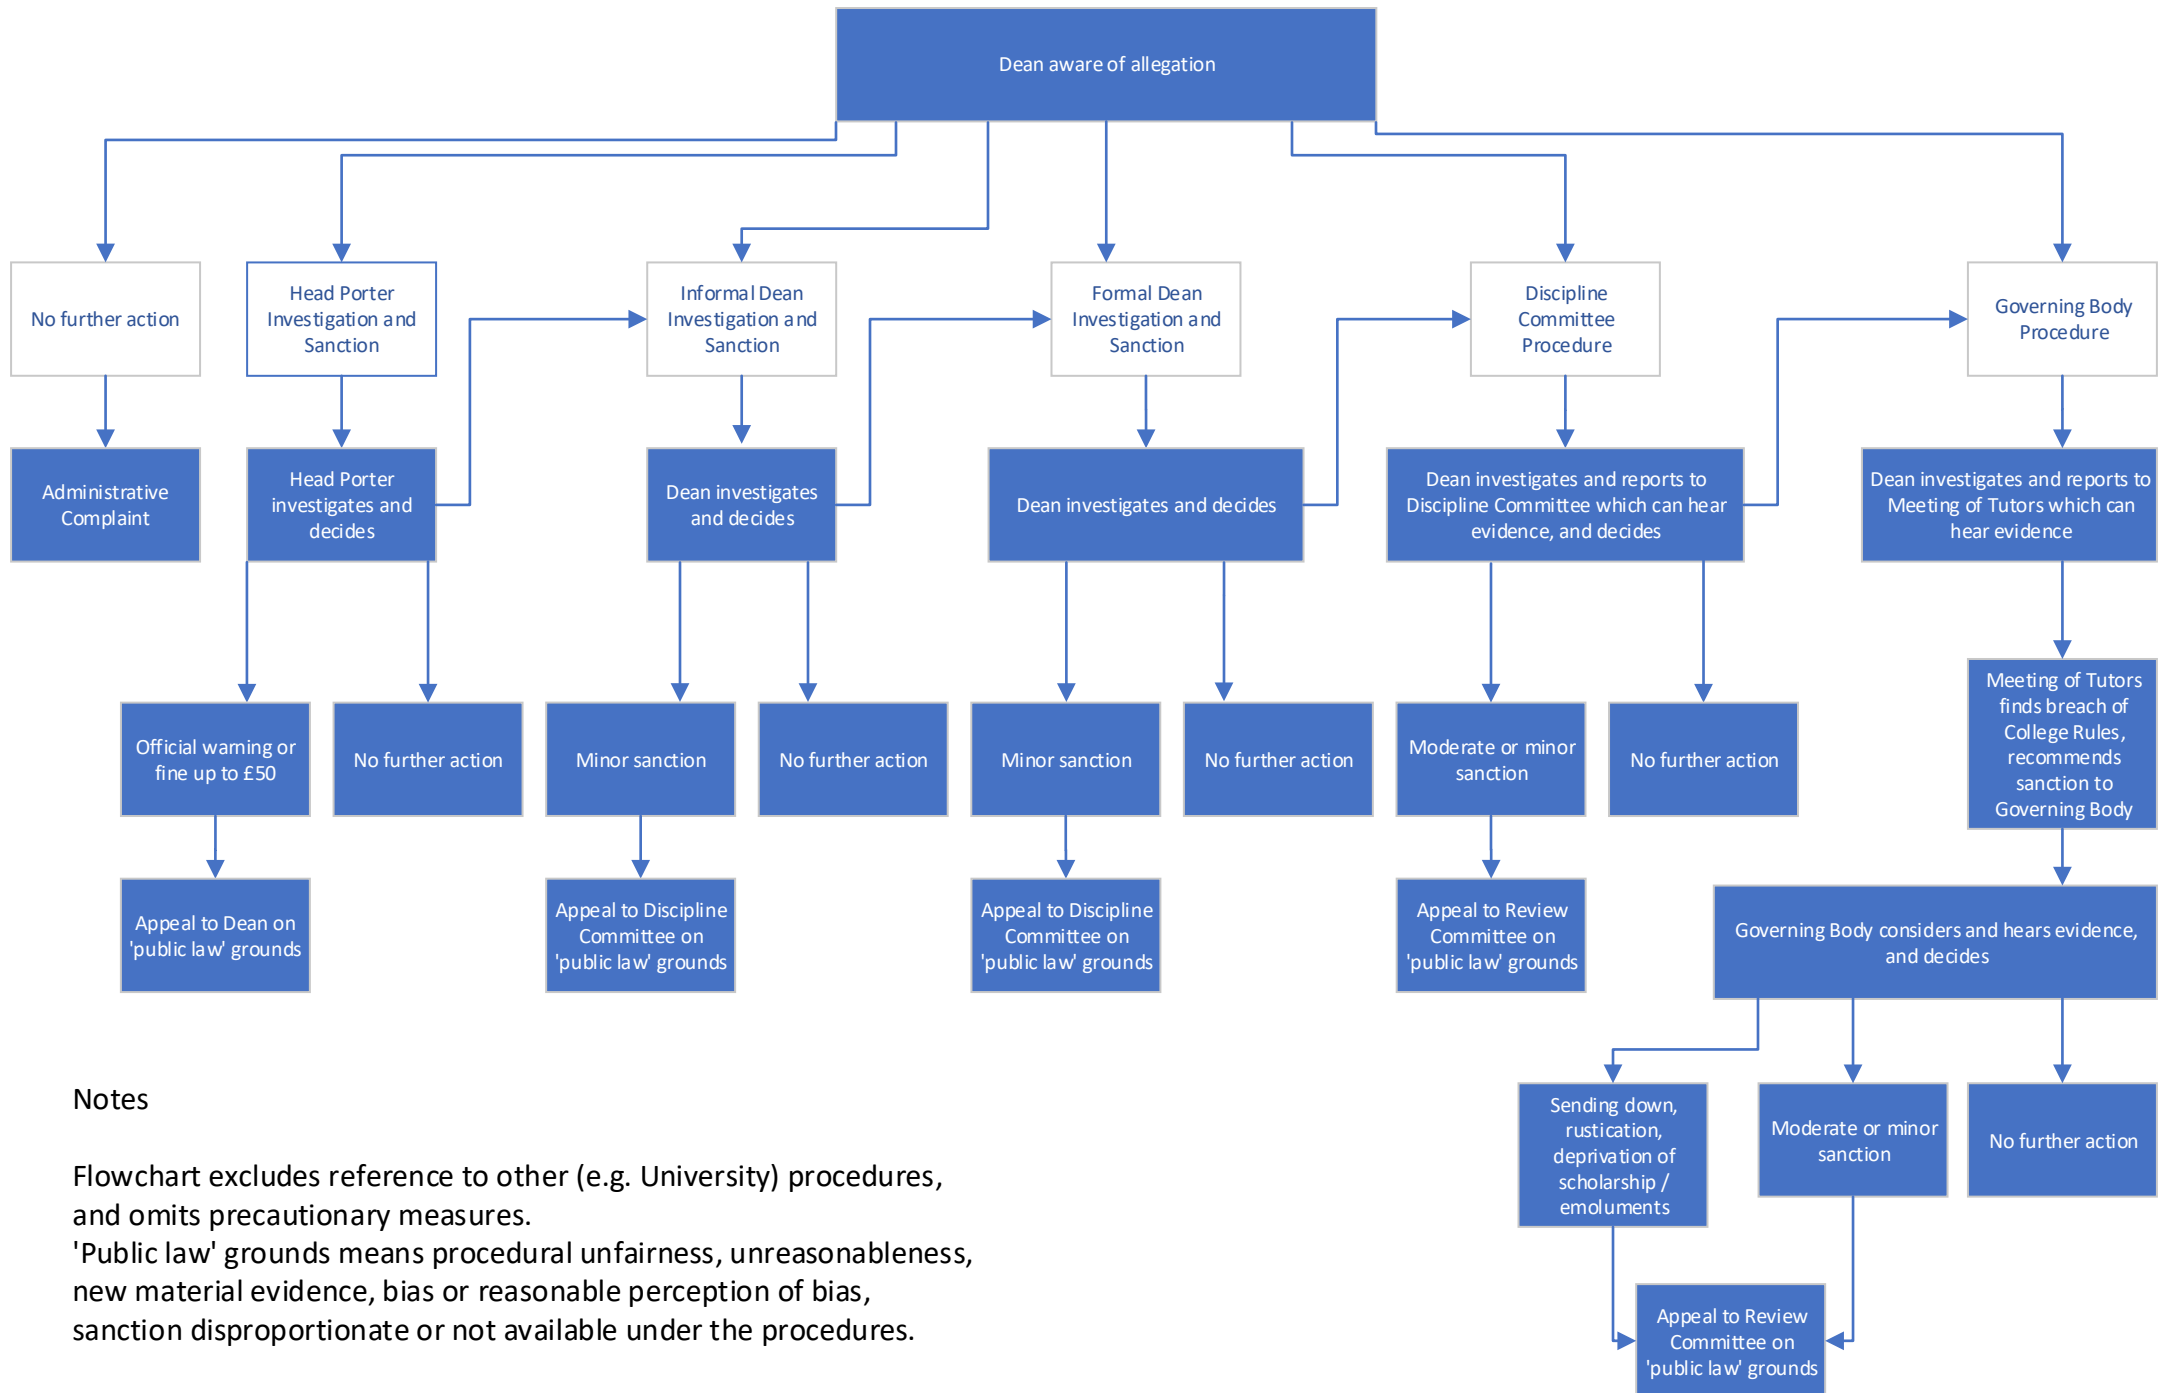 Dean aware of allegation
No further action
Head Porter
Investigation and
Sanction
Informal Dean
Investigation and
Sanction
Formal Dean
Investigation and
Sanction
Discipline
Committee
Procedure
Governing Body
Procedure
Administrative
Complaint
Head Porter
investigates and
decides
Dean investigates
and decides
Dean investigates and decides
Dean investigates and reports to
Discipline Committee which can hear
evidence, and decides
Dean investigates and reports to
Meeting of Tutors which can
hear evidence
Official warning or
fine up to £50
No further action
Minor sanction
No further action
Minor sanction
No further action
Moderate or minor
sanction
No further action
Meeting of Tutors
finds breach of
College Rules,
recommends
sanction to
Governing Body
Appeal to Dean on
'public law' grounds
Appeal to Discipline
Committee on
'public law' grounds
Appeal to Discipline
Committee on
'public law' grounds
Appeal to Review
Committee on
'public law' grounds
Governing Body considers and hears evidence,
and decides
Sending down,
rustication,
deprivation of
scholarship /
emoluments
Moderate or minor
sanction
No further action
Appeal to Review
Committee on
'public law' grounds
Notes
Flowchart excludes reference to other (e.g. University) procedures,
and omits precautionary measures.
'Public law' grounds means procedural unfairness, unreasonableness,
new material evidence, bias or reasonable perception of bias,
sanction disproportionate or not available under the procedures.